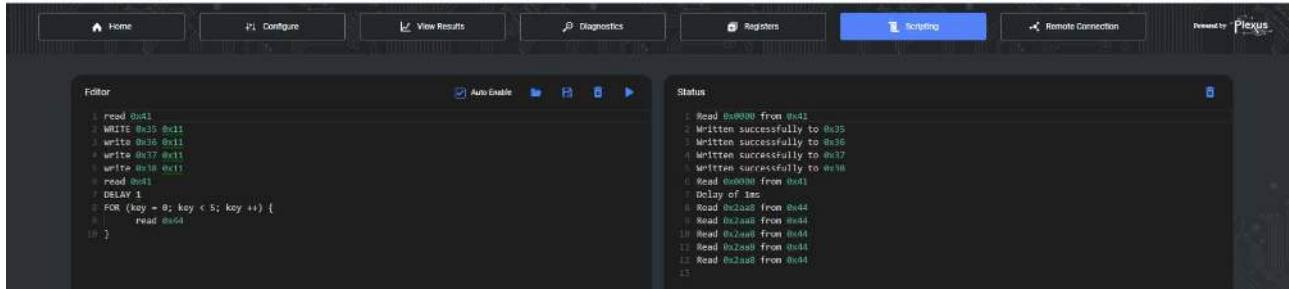 Home
Configure
View Results
Diagnostics
Registers
Scripting
Remote Connection
Powered by Plexus
Editor
Auto Enable
1 read 0x41
2 WRITE 0x35 0x11
3 write 0x36 0x11
4 write 0x37 0x11
5 write 0x38 0x11
6 read 0x41
7 DELAY 1
8 FOR (key = 0; key < 5; key ++) {
9 read 0x44
10 }
Status
1 Read 0x0000 from 0x41
2 Written successfully to 0x35
3 Written successfully to 0x36
4 Written successfully to 0x37
5 Written successfully to 0x38
6 Read 0x0000 from 0x41
7 Delay of 1ms
8 Read 0x2aa8 from 0x44
9 Read 0x2aa8 from 0x44
10 Read 0x2aa8 from 0x44
11 Read 0x2aa8 from 0x44
12 Read 0x2aa8 from 0x44
13